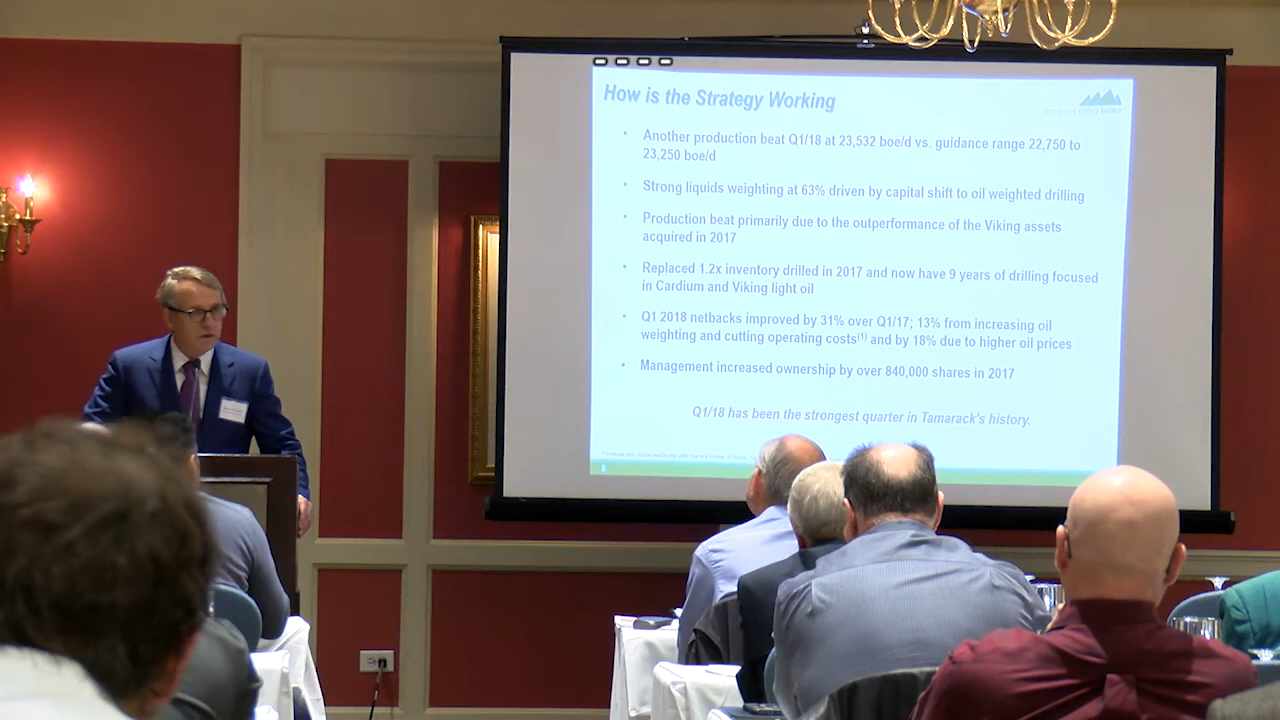 How is the Strategy Working
tamarack valley energy
• Another production beat Q1/18 at 23,532 boe/d vs. guidance range 22,750 to
23,250 boe/d
• Strong liquids weighting at 63% driven by capital shift to oil weighted drilling
• Production beat primarily due to the outperformance of the Viking assets
acquired in 2017
• Replaced 1.2x inventory drilled in 2017 and now have 9 years of drilling focused
in Cardium and Viking light oil
• Q1 2018 netbacks improved by 31% over Q1/17; 13% from increasing oil
weighting and cutting operating costs(1) and by 18% due to higher oil prices
• Management increased ownership by over 840,000 shares in 2017
Q1/18 has been the strongest quarter in Tamarack's history.